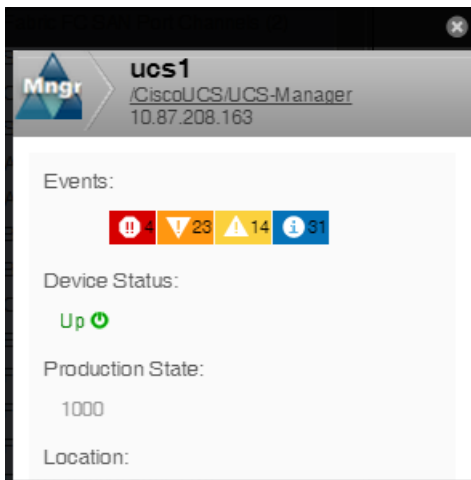 ucs1
Mngr
/CiscoUCS/UCS-Manager
10.87.208.163
Events:
4 23 14 31
Device Status:
Up
Production State:
1000
Location: